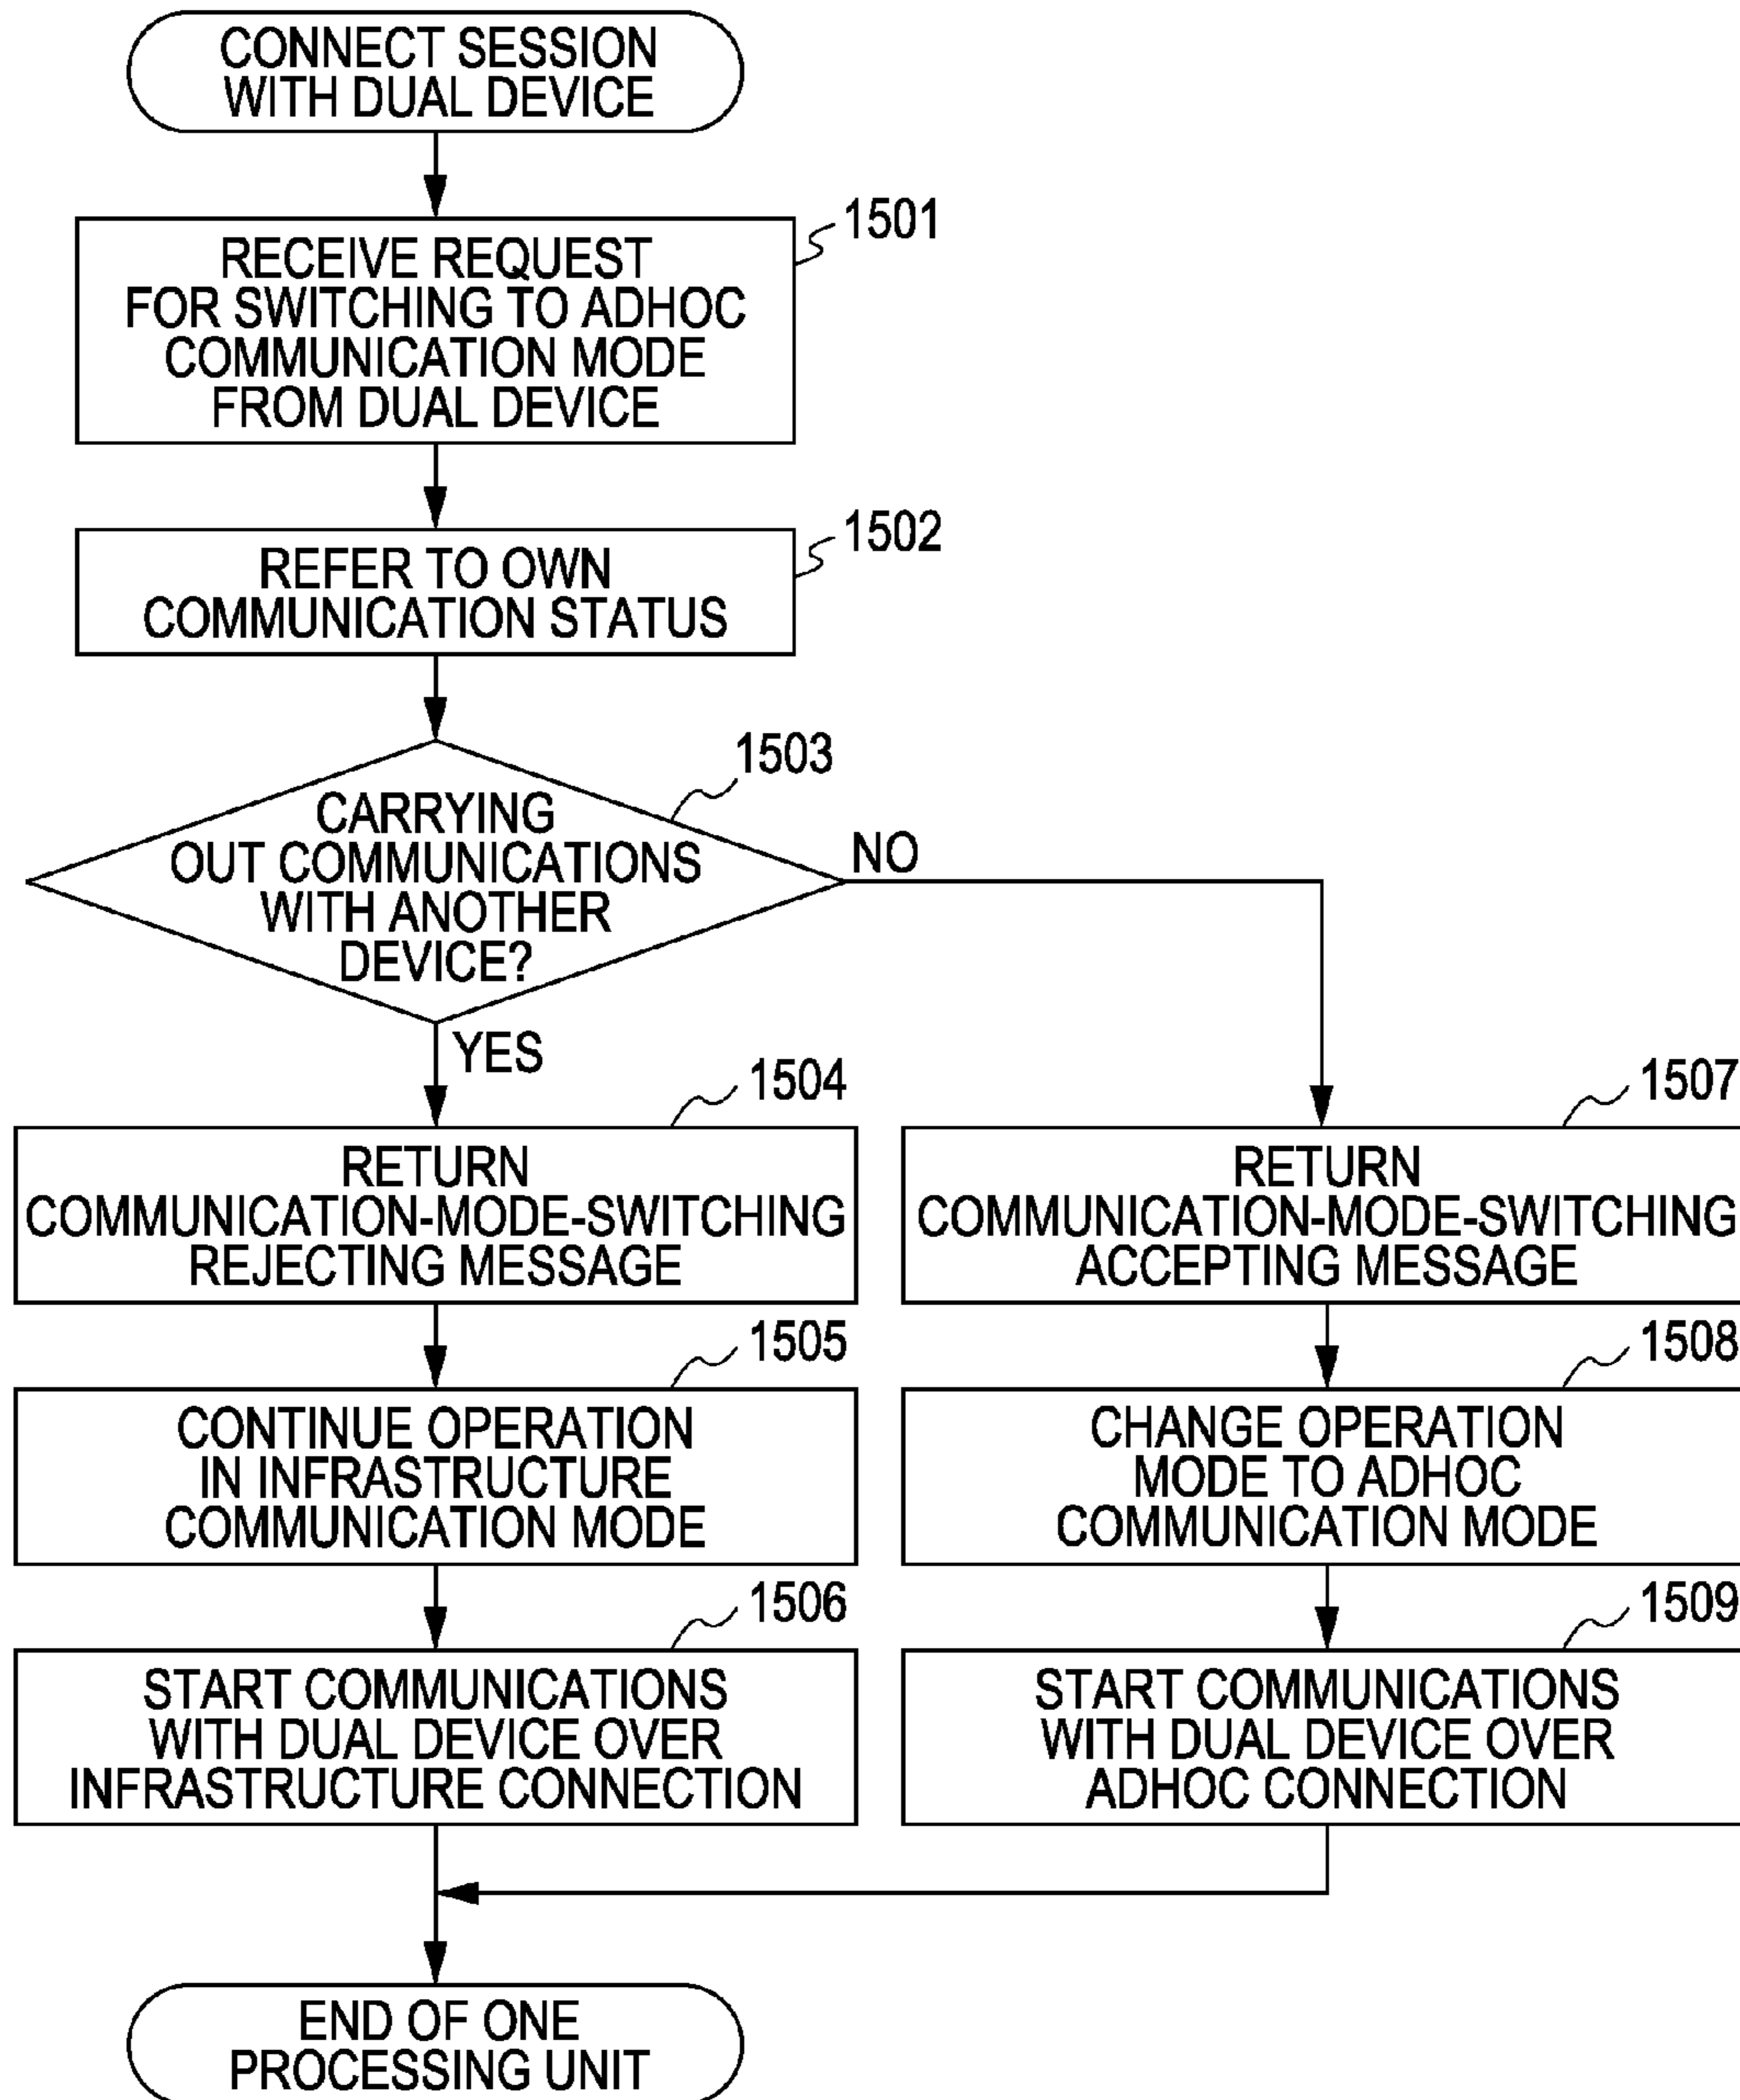 CONNECT SESSION
WITH DUAL DEVICE
1501
RECEIVE REQUEST
FOR SWITCHING TO ADHOC
COMMUNICATION MODE
FROM DUAL DEVICE
1502
REFER TO OWN
COMMUNICATION STATUS
1503
CARRYING
OUT COMMUNICATIONS
WITH ANOTHER
DEVICE?
NO
YES
1504
RETURN
COMMUNICATION-MODE-SWITCHING
REJECTING MESSAGE
1505
CONTINUE OPERATION
IN INFRASTRUCTURE
COMMUNICATION MODE
1506
START COMMUNICATIONS
WITH DUAL DEVICE OVER
INFRASTRUCTURE CONNECTION
1507
RETURN
COMMUNICATION-MODE-SWITCHING
ACCEPTING MESSAGE
1508
CHANGE OPERATION
MODE TO ADHOC
COMMUNICATION MODE
1509
START COMMUNICATIONS
WITH DUAL DEVICE OVER
ADHOC CONNECTION
END OF ONE
PROCESSING UNIT